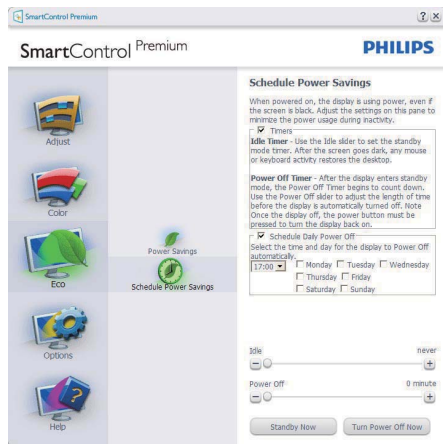 SmartControl Premium
SmartControl Premium
PHILIPS
Adjust
Color
Eco
Options
Help
Power Savings
Schedule Power Savings
Schedule Power Savings
When powered on, the display is using power, even if
the screen is black. Adjust the settings on this pane to
minimize the power usage during inactivity.
Timers
Idle Timer - Use the Idle slider to set the standby
mode timer. After the screen goes dark, any mouse
or keyboard activity restores the desktop.
Power Off Timer - After the display enters standby
mode, the Power Off Timer begins to count down.
Use the Power Off slider to adjust the length of time
before the display is automatically turned off. Note
Once the display off, the power button must be
pressed to turn the display back on.
Schedule Daily Power Off
Select the time and day for the display to Power Off
automatically.
17:00 Monday Tuesday Wednesday
Thursday Friday
Saturday Sunday
Idle never
Power Off 0 minute
Standby Now Turn Power Off Now